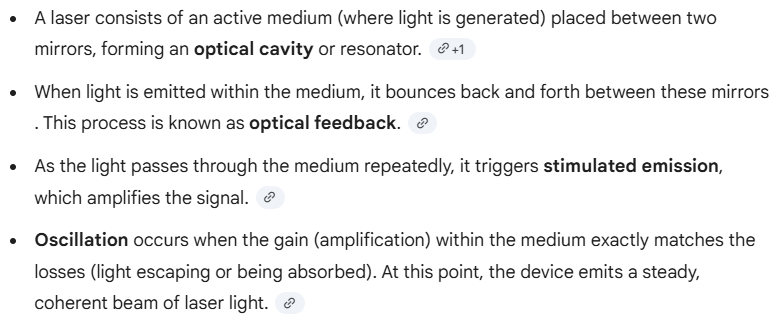 • A laser consists of an active medium (where light is generated) placed between two
mirrors, forming an optical cavity or resonator. +1
• When light is emitted within the medium, it bounces back and forth between these mirrors
. This process is known as optical feedback.
• As the light passes through the medium repeatedly, it triggers stimulated emission,
which amplifies the signal.
• Oscillation occurs when the gain (amplification) within the medium exactly matches the
losses (light escaping or being absorbed). At this point, the device emits a steady,
coherent beam of laser light.